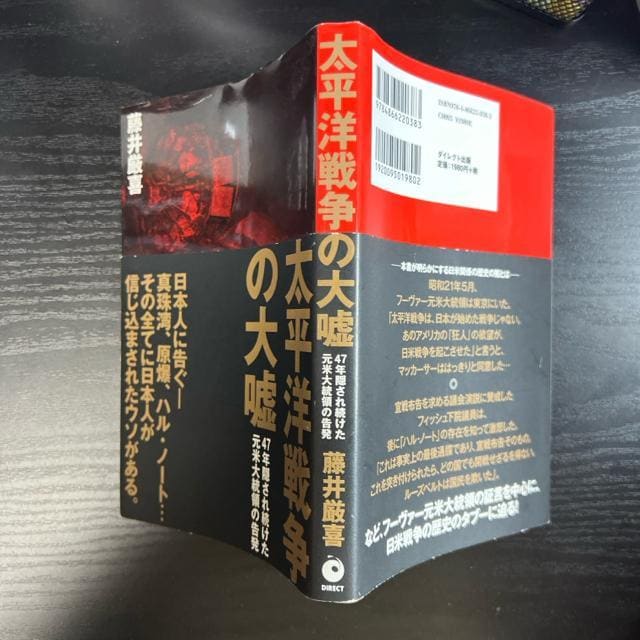 藤井厳喜
太平洋戦争
の大嘘
47年隠され続けた
元米大統領の告発
日本人に告ぐ―
真珠湾、原爆、ハル・ノート…
その全てに日本人が
信じ込まされたウソがある。
太平洋戦争の大嘘
47年隠され続けた
元米大統領の告発
藤井厳喜
DIRECT
9784866220383
1920095019802
ダイレクト出版
定価：1980円+税
―本書が明らかにする日米関係の歴史の闇とは―
昭和21年5月、
フーヴァー元米大統領は東京にいた。
「太平洋戦争は、日本が始めた戦争じゃない。
あのアメリカの「狂人」の欲望が、
日米戦争を起こさせた」と言うと、
マッカーサーははっきりと同意した…
宣戦布告を求める議会演説に賛成した
フィッシュ下院議員は、
後に「ハル・ノート」の存在を知って激怒した。
「これは事実上の最後通牒であり、宣戦布告そのもの。
これを突き付けられたら、どの国でも開戦せざるを得ない。
ルーズベルトは国民を欺いた」。
など、フーヴァー元米大統領の証言を中心に、
日米戦争の歴史のタブーに迫る!